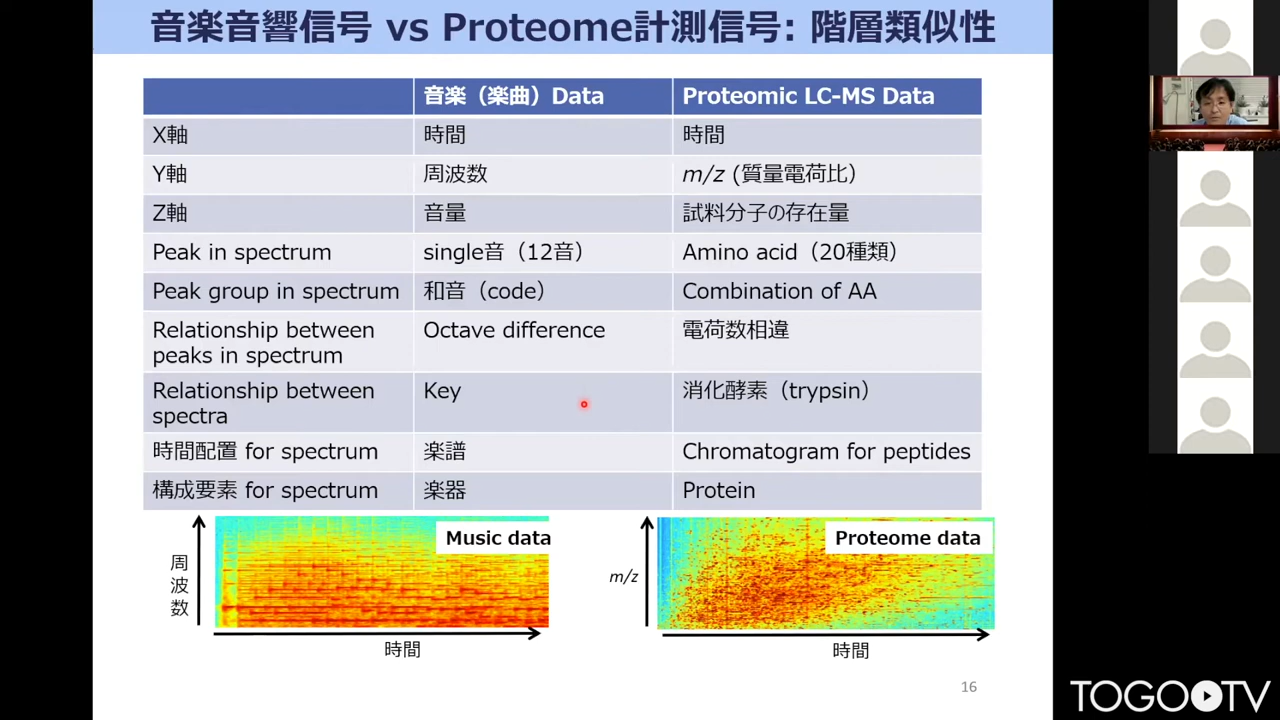 音楽音響信号 vs Proteome計測信号: 階層類似性
音楽（楽曲）Data
Proteomic LC-MS Data
X軸
時間
時間
Y軸
周波数
m/z (質量電荷比）
Z軸
音量
試料分子の存在量
Peak in spectrum
single音（12音）
Amino acid（20種類）
Peak group in spectrum
和音（code）
Combination of AA
Relationship between
peaks in spectrum
Octave difference
電荷数相違
Relationship between
spectra
Key
消化酵素（trypsin）
時間配置 for spectrum
楽譜
Chromatogram for peptides
構成要素 for spectrum
楽器
Protein
周波数
Music data
時間
m/z
Proteome data
時間
16
TOGO TV